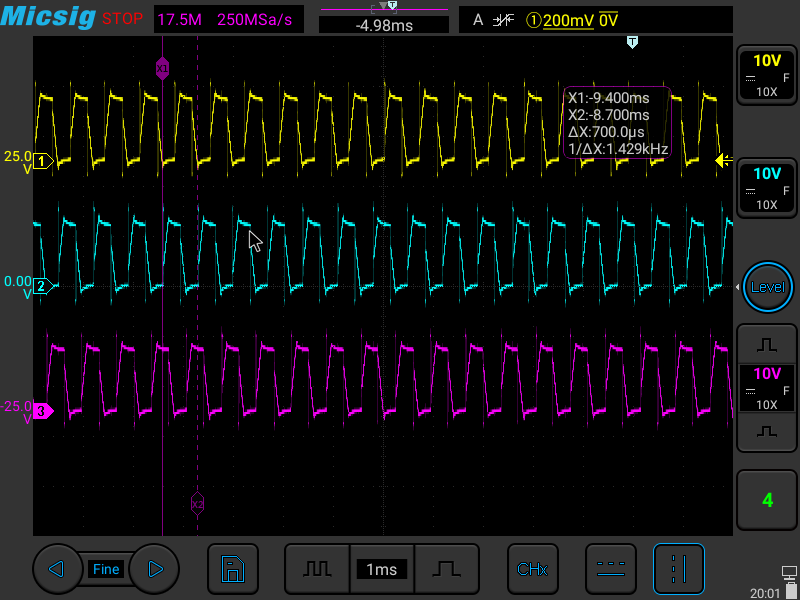 Micsig STOP 17.5M 250MSa/s T -4.98ms A 1 200mV 0V
T
X1
10V
F
10X
X1:-9.400ms
X2:-8.700ms
ΔX:700.0µs
1/ΔX:1.429kHz
25.0 1
V
10V
F
10X
0.00 2
V
Level
10V
F
10X
-25.0 3
V
X2
4
Fine 1ms CHx
20:01